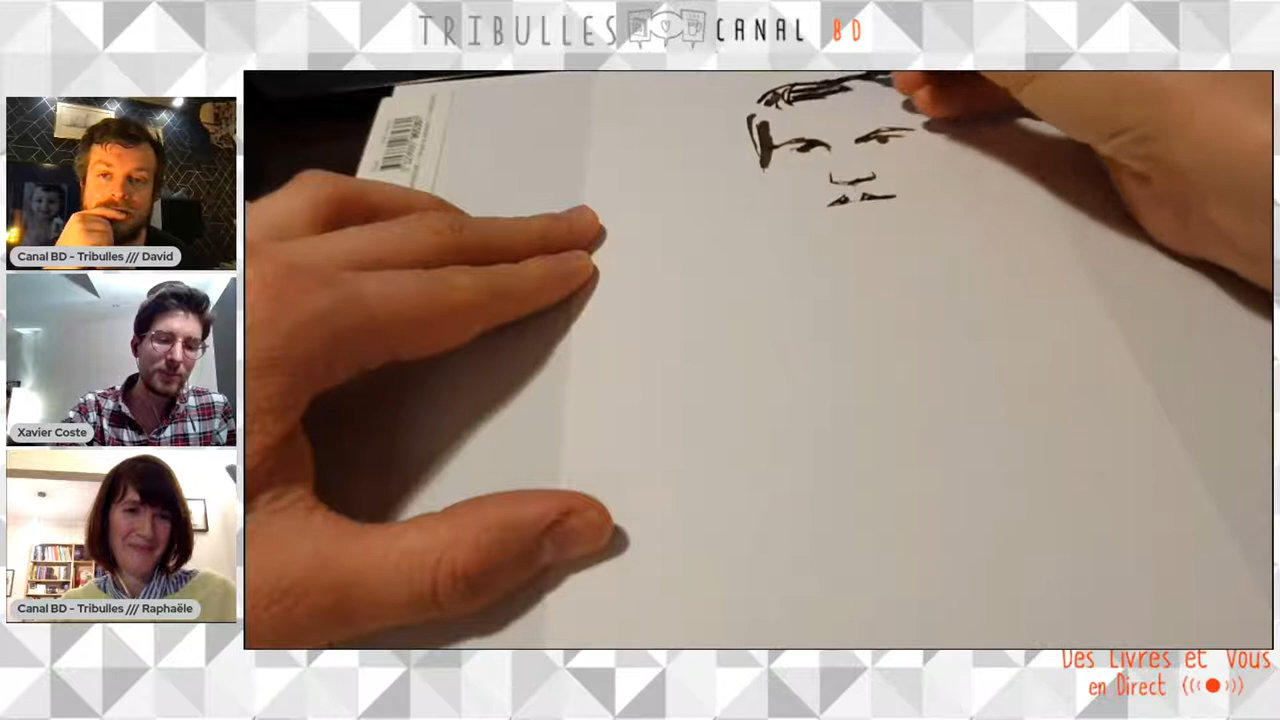 TRIBULLES CANAL BD
Canal BD - Tribulles /// David
Xavier Coste
Canal BD - Tribulles /// Raphaële
Des Livres et Vous
en Direct